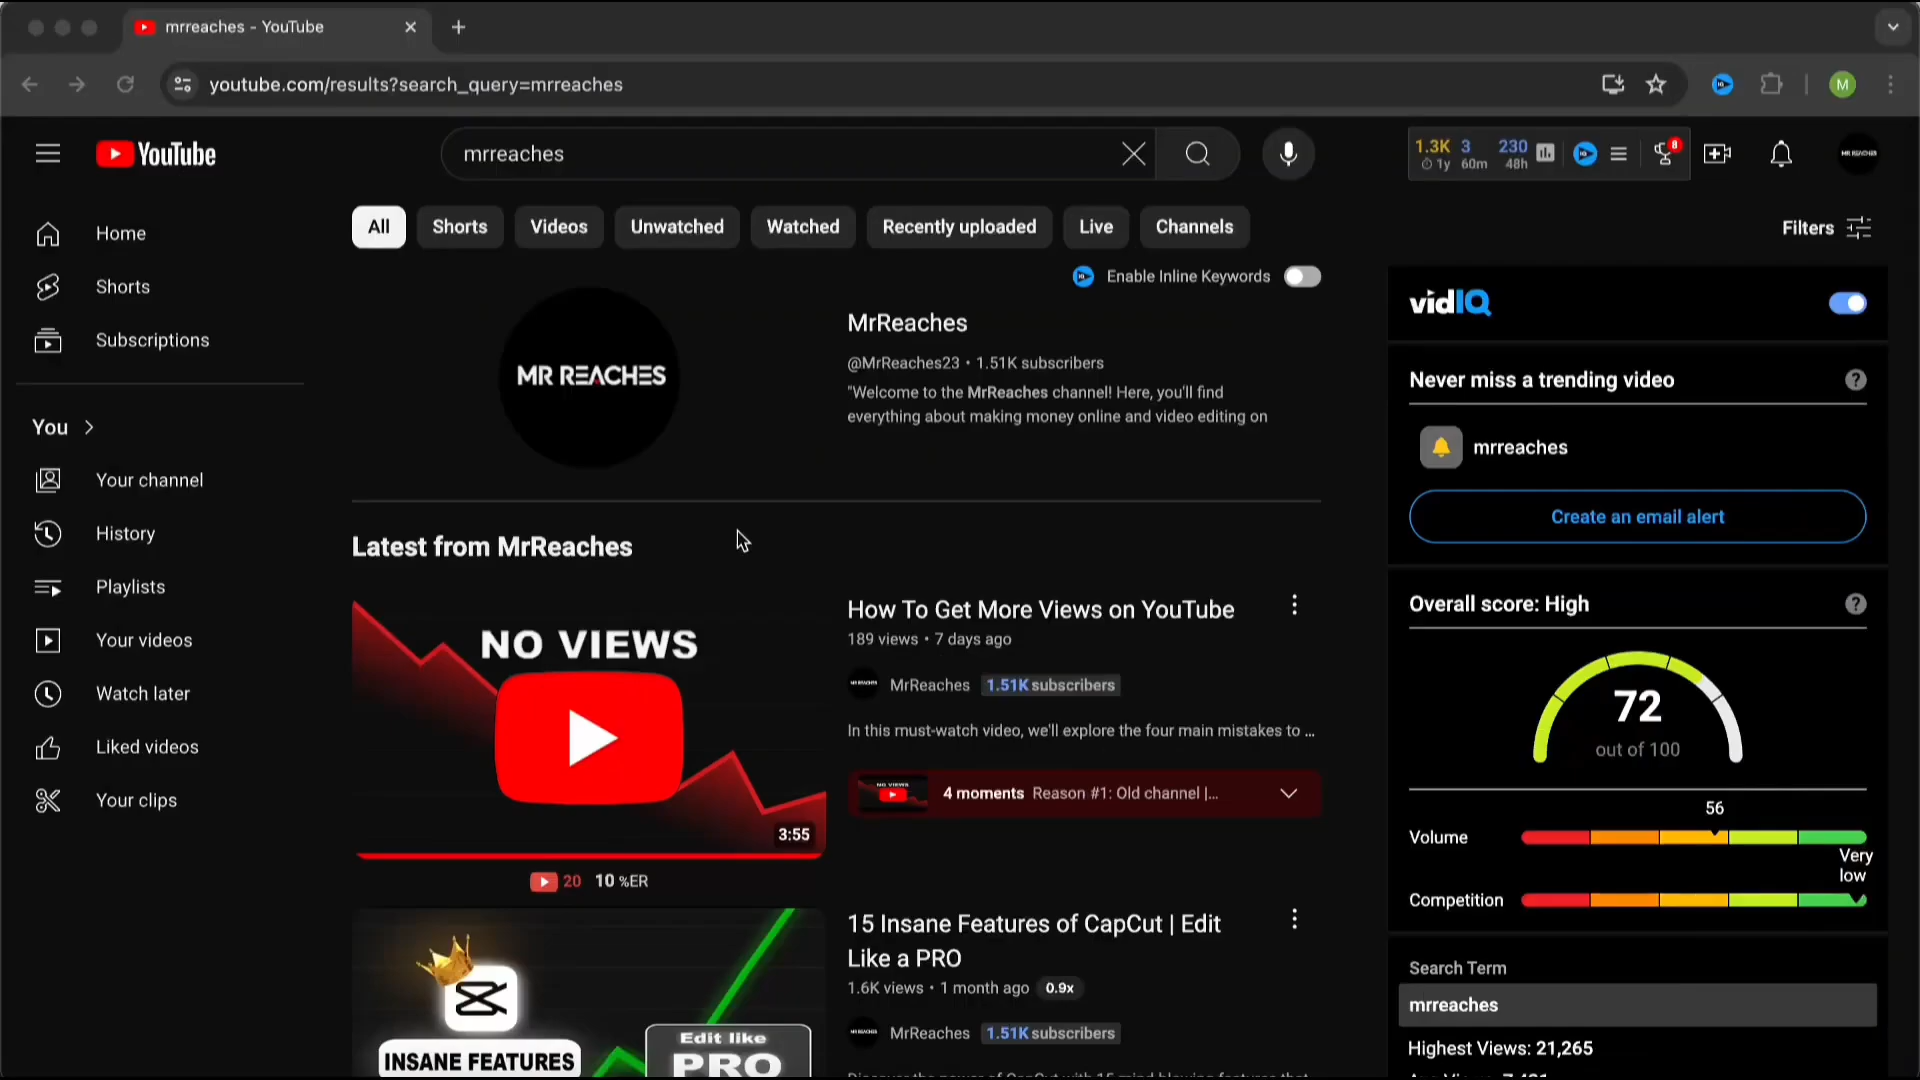 mrreaches - YouTube
youtube.com/results?search_query=mrreaches
M
YouTube
mrreaches
1.3K 3 230
1y 60m 48h
8
MR REACHES
All
Shorts
Videos
Unwatched
Watched
Recently uploaded
Live
Channels
Filters
Home
Shorts
Subscriptions
You
Your channel
History
Playlists
Your videos
Watch later
Liked videos
Your clips
Enable Inline Keywords
MR REACHES
MrReaches
@MrReaches23 • 1.51K subscribers
"Welcome to the MrReaches channel! Here, you'll find
everything about making money online and video editing on
Latest from MrReaches
NO VIEWS
3:55
20 10 %ER
How To Get More Views on YouTube
189 views • 7 days ago
MrReaches 1.51K subscribers
In this must-watch video, we'll explore the four main mistakes to ...
NO VIEWS
4 moments Reason #1: Old channel |...
INSANE FEATURES
Edit like
PRO
15 Insane Features of CapCut | Edit
Like a PRO
1.6K views • 1 month ago 0.9x
MrReaches 1.51K subscribers
vidIQ
Never miss a trending video
?
mrreaches
Create an email alert
Overall score: High
?
72
out of 100
56
Volume
Very
low
Competition
Search Term
mrreaches
Highest Views: 21,265